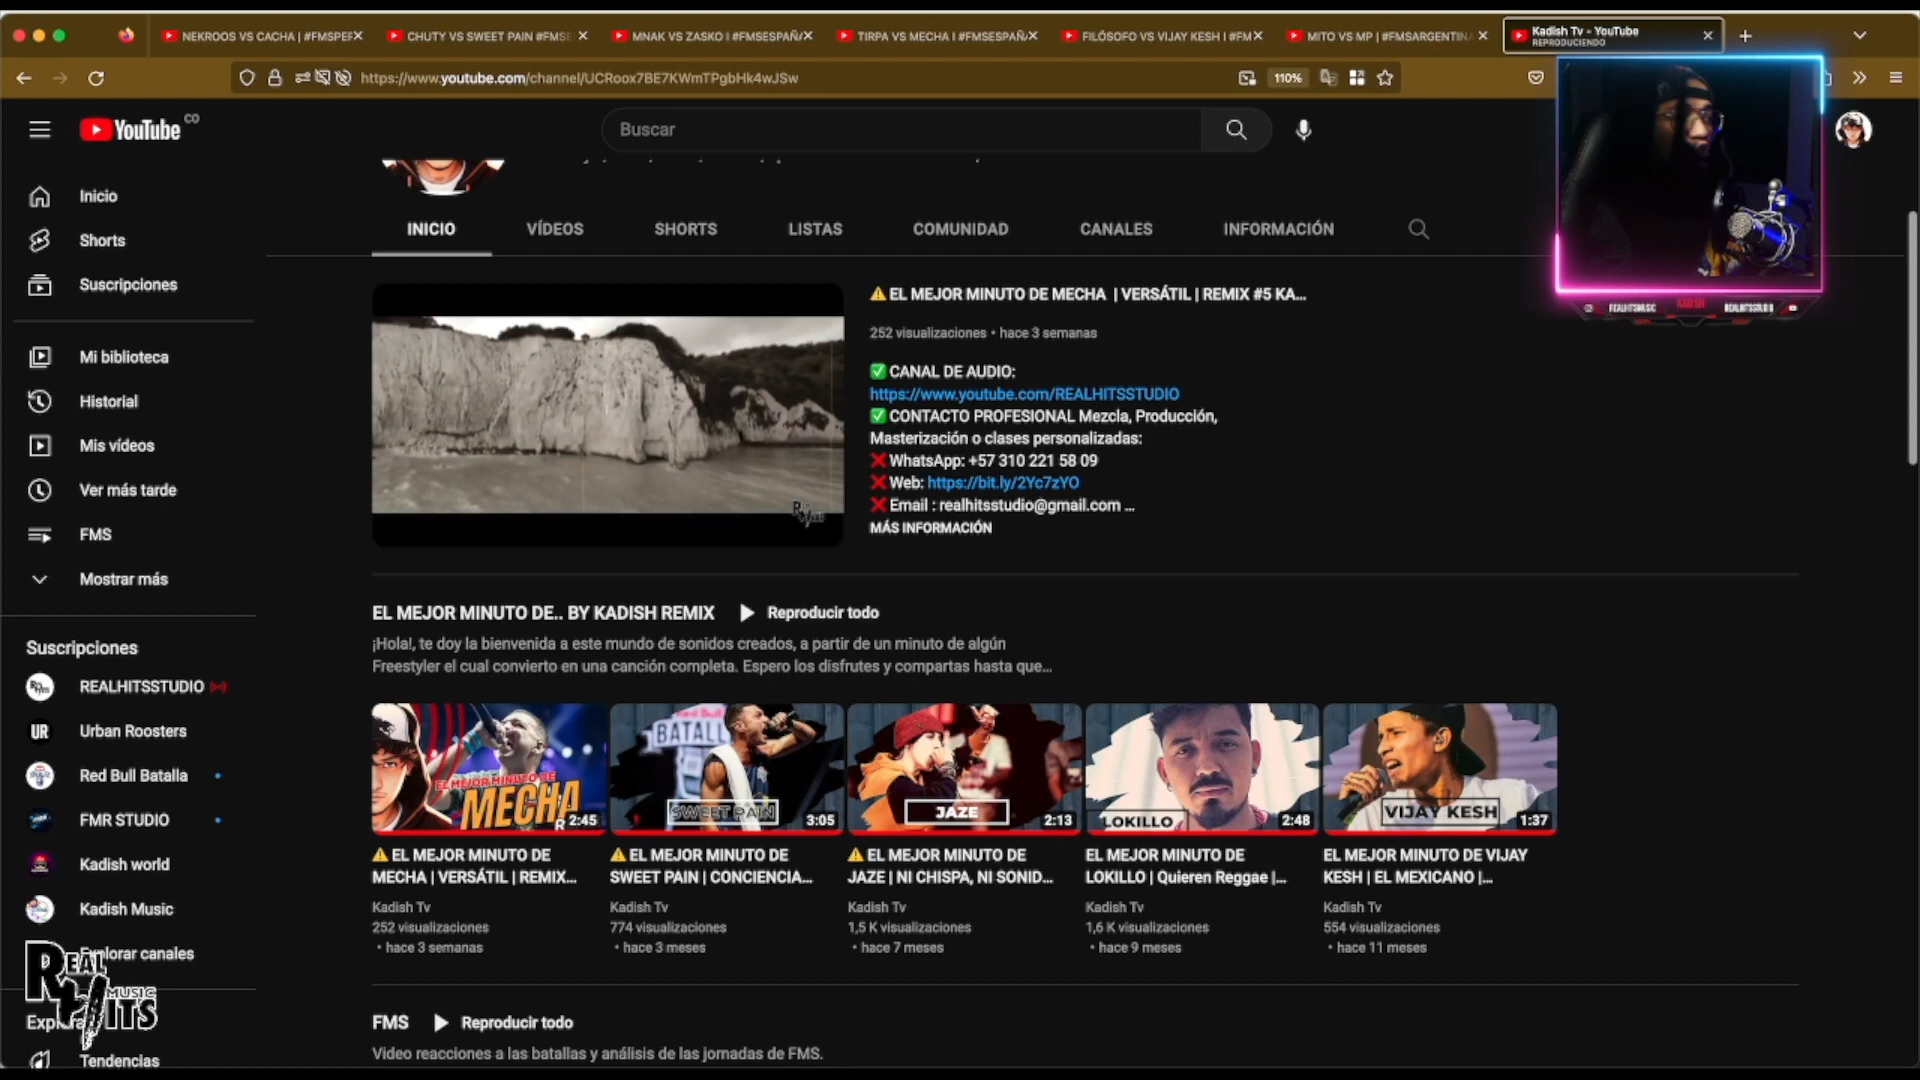 NEKROOS VS CACHA | #FMSPER
CHUTY VS SWEET PAIN #FMSE
MNAK VS ZASKO I #FMSESPAÑA
TIRPA VS MECHA I #FMSESPAÑA
FILÓSOFO VS VIJAY KESH I #FM
MITO VS MP | #FMSARGENTINA
Kadish Tv - YouTube
REPRODUCIENDO
https://www.youtube.com/channel/UCRoox7BE7KWmTPgbHk4wJSw
110%
YouTube CO
Buscar
Inicio
Shorts
Suscripciones
Mi biblioteca
Historial
Mis vídeos
Ver más tarde
FMS
Mostrar más
Suscripciones
REALHITSSTUDIO
UR
Urban Roosters
Red Bull Batalla
FMR STUDIO
Kadish world
Kadish Music
Explorar canales
REAL HITS
MUSIC
Tendencias
INICIO
VÍDEOS
SHORTS
LISTAS
COMUNIDAD
CANALES
INFORMACIÓN
REALHITSMUSIC
KADISH
REALHITSSTUDIO
⚠️EL MEJOR MINUTO DE MECHA | VERSÁTIL | REMIX #5 KA...
252 visualizaciones • hace 3 semanas
✅ CANAL DE AUDIO:
https://www.youtube.com/REALHITSSTUDIO
✅ CONTACTO PROFESIONAL Mezcla, Producción,
Masterización o clases personalizadas:
❌ WhatsApp: +57 310 221 58 09
❌ Web: https://bit.ly/2Yc7zYO
❌ Email : realhitsstudio@gmail.com ...
MÁS INFORMACIÓN
EL MEJOR MINUTO DE.. BY KADISH REMIX
Reproducir todo
¡Hola!, te doy la bienvenida a este mundo de sonidos creados, a partir de un minuto de algún
Freestyler el cual convierto en una canción completa. Espero los disfrutes y compartas hasta que...
EL MEJOR MINUTO DE
MECHA
2:45
BATALL
SWEET PAIN
3:05
JAZE
2:13
LOKILLO
2:48
VIJAY KESH
1:37
⚠️EL MEJOR MINUTO DE
MECHA | VERSÁTIL | REMIX...
Kadish Tv
252 visualizaciones
• hace 3 semanas
⚠️EL MEJOR MINUTO DE
SWEET PAIN | CONCIENCIA...
Kadish Tv
774 visualizaciones
• hace 3 meses
⚠️EL MEJOR MINUTO DE
JAZE | NI CHISPA, NI SONID...
Kadish Tv
1,5 K visualizaciones
• hace 7 meses
EL MEJOR MINUTO DE
LOKILLO | Quieren Reggae |...
Kadish Tv
1,6 K visualizaciones
• hace 9 meses
EL MEJOR MINUTO DE VIJAY
KESH | EL MEXICANO |...
Kadish Tv
554 visualizaciones
• hace 11 meses
FMS
Reproducir todo
Video reacciones a las batallas y análisis de las jornadas de FMS.